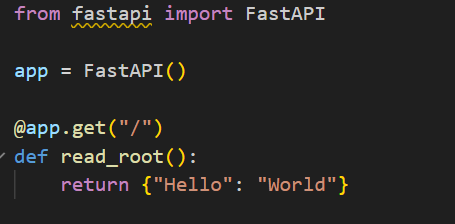 from fastapi import FastAPI
app = FastAPI()
@app.get("/")
def read_root():
    return {"Hello": "World"}